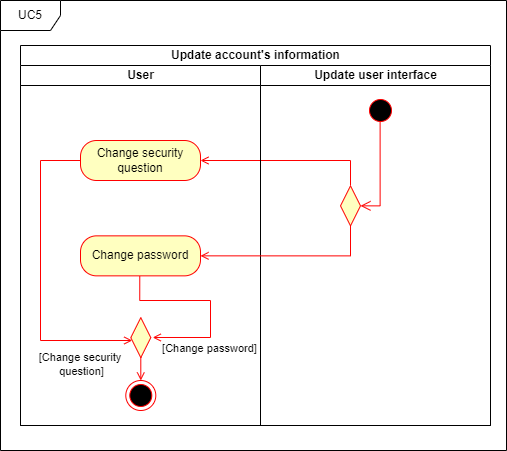 UC5
Update account's information
User
Update user interface
Change security
question
Change password
[Change security
question]
[Change password]